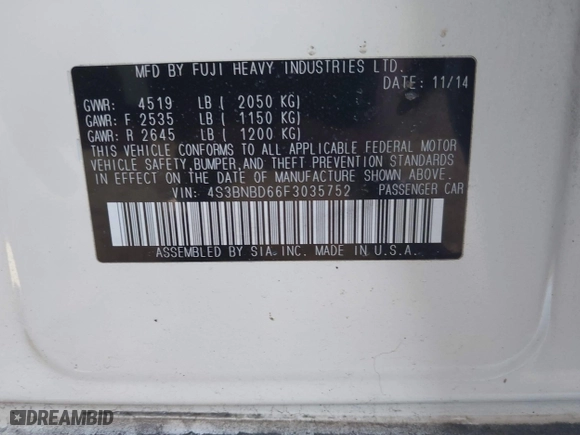 MFD BY FUJI HEAVY INDUSTRIES LTD.
DATE: 11/14
GVWR: 4519 LB ( 2050 KG)
GAWR: F 2535 LB ( 1150 KG)
GAWR: R 2645 LB ( 1200 KG)
THIS VEHICLE CONFORMS TO ALL APPLICABLE FEDERAL MOTOR
VEHICLE SAFETY,BUMPER,AND THEFT PREVENTION STANDARDS
IN EFFECT ON THE DATE OF MANUFACTURE SHOWN ABOVE.
VIN: 4S3BNBD66F3035752 PASSENGER CAR
ASSEMBLED BY SIA INC. MADE IN U.S.A.
DREAMBID